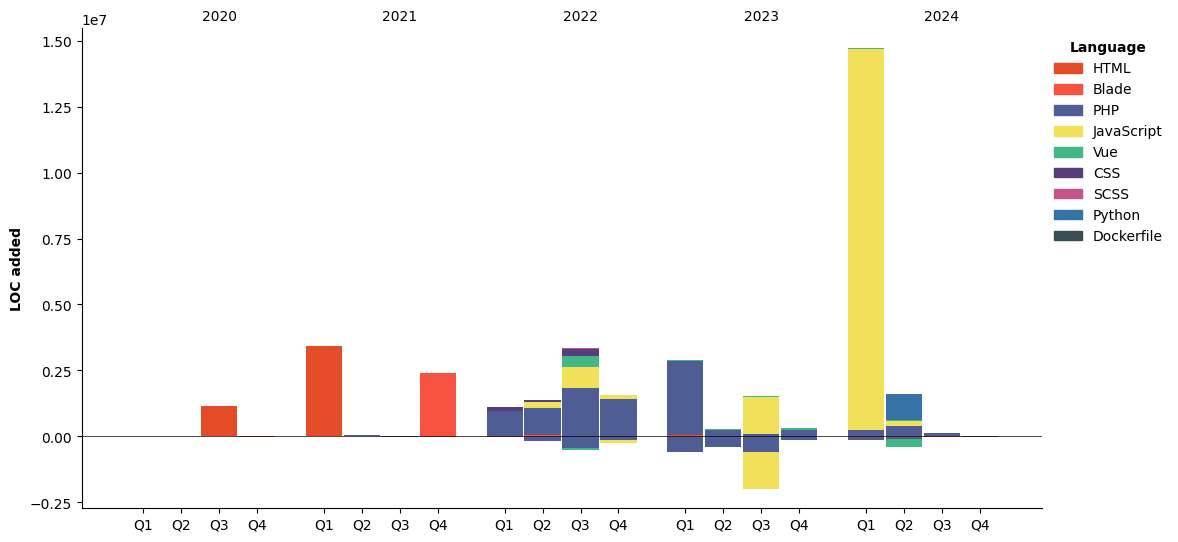 2020 2021 2022 2023 2024
1e7
1.50
1.25
1.00
0.75
0.50
0.25
0.00
−0.25
LOC added
Q1 Q2 Q3 Q4 Q1 Q2 Q3 Q4 Q1 Q2 Q3 Q4 Q1 Q2 Q3 Q4 Q1 Q2 Q3 Q4
Language
HTML
Blade
PHP
JavaScript
Vue
CSS
SCSS
Python
Dockerfile